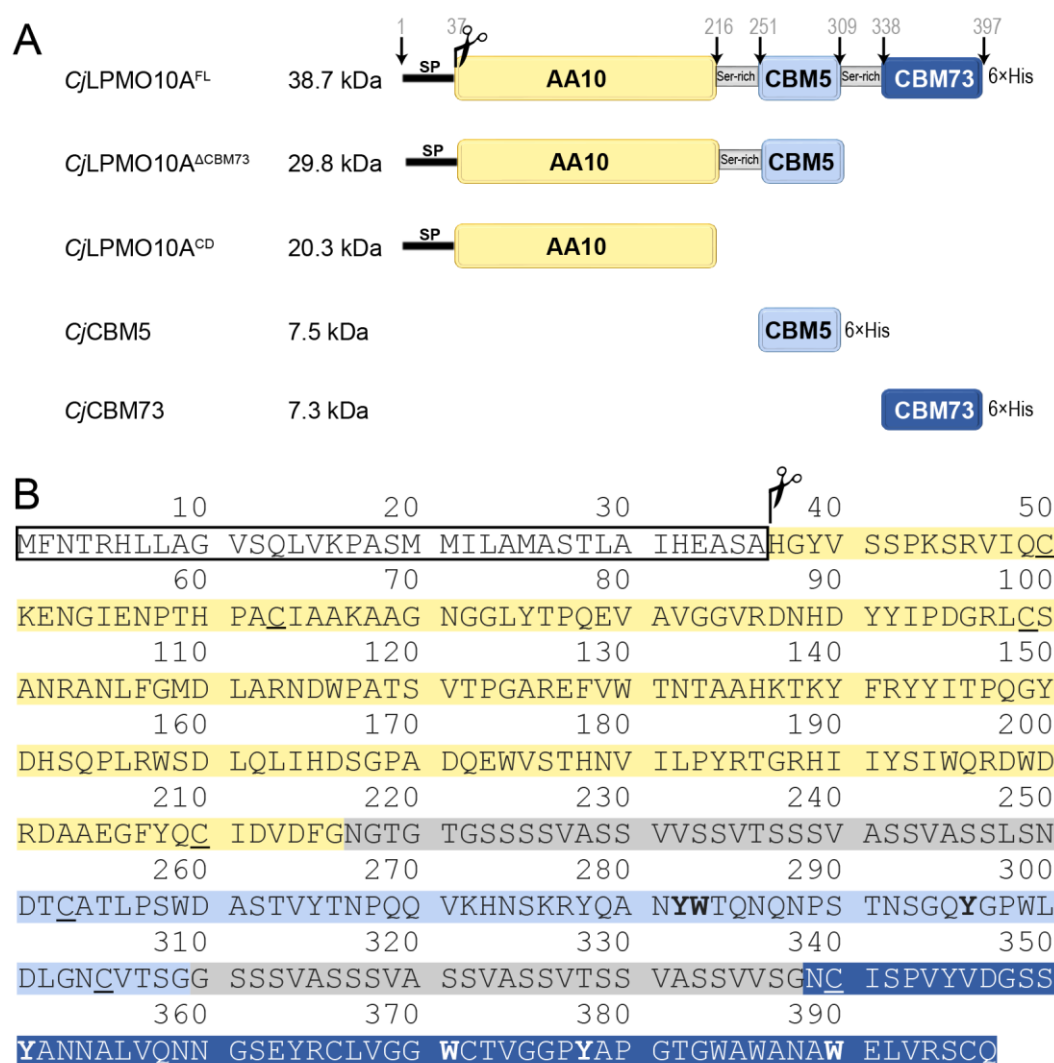 A
1 37 216 251 309 338 397
CjLPMO10A^FL 38.7 kDa SP AA10 Ser-rich CBM5 Ser-rich CBM73 6×His
CjLPMO10A^ΔCBM73 29.8 kDa SP AA10 Ser-rich CBM5
CjLPMO10A^CD 20.3 kDa SP AA10
CjCBM5 7.5 kDa CBM5 6×His
CjCBM73 7.3 kDa CBM73 6×His
B
10 20 30 40 50
MFNTRHLLAG VSQLVKPASM MILAMASTLA IHEASAHGYV SSPKSRVIQC
60 70 80 90 100
KENGIENPTH PACIAAKAAG NGGLYTPQEV AVGGVRDNHD YYIPDGRLCS
110 120 130 140 150
ANRANLFGMD LARNDWPATS VTPGAREFVW TNTAAHKTKY FRYYITPQGY
160 170 180 190 200
DHSQPLRWSD LQLIHDSGPA DQEWVSTHNV ILPYRTGRHI IYSIWQRDWD
210 220 230 240 250
RDAAEGFYQC IDVDFGNGTG TGSSSSVASS VVSSVTSSSV ASSVASSLSN
260 270 280 290 300
DTCATLPSWD ASTVYTNPQQ VKHNSKRYQA NYWTQNQNPS TNSGQYGPWL
310 320 330 340 350
DLGNCVTSGG SSSVASSSVA SSVASSVTSS VASSVVSGNC ISPVYVDGSS
360 370 380 390
YANNALVQNN GSEYRCLVGG WCTVGGPYAP GTGWAWANAW ELVRSCQ